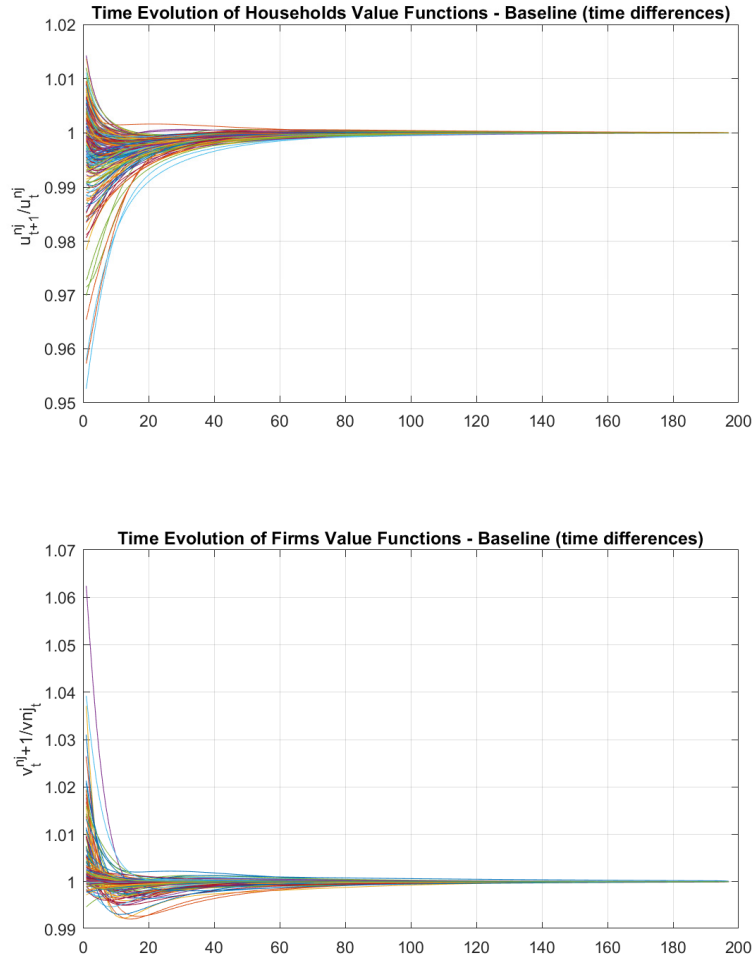 Time Evolution of Households Value Functions - Baseline (time differences)
1.02
1.01
1
0.99
0.98
0.97
0.96
0.95
u_{t+1}^{nj}/u_t^{nj}
0 20 40 60 80 100 120 140 160 180 200
Time Evolution of Firms Value Functions - Baseline (time differences)
1.07
1.06
1.05
1.04
1.03
1.02
1.01
1
0.99
v_t^{nj}+1/vnj_t
0 20 40 60 80 100 120 140 160 180 200